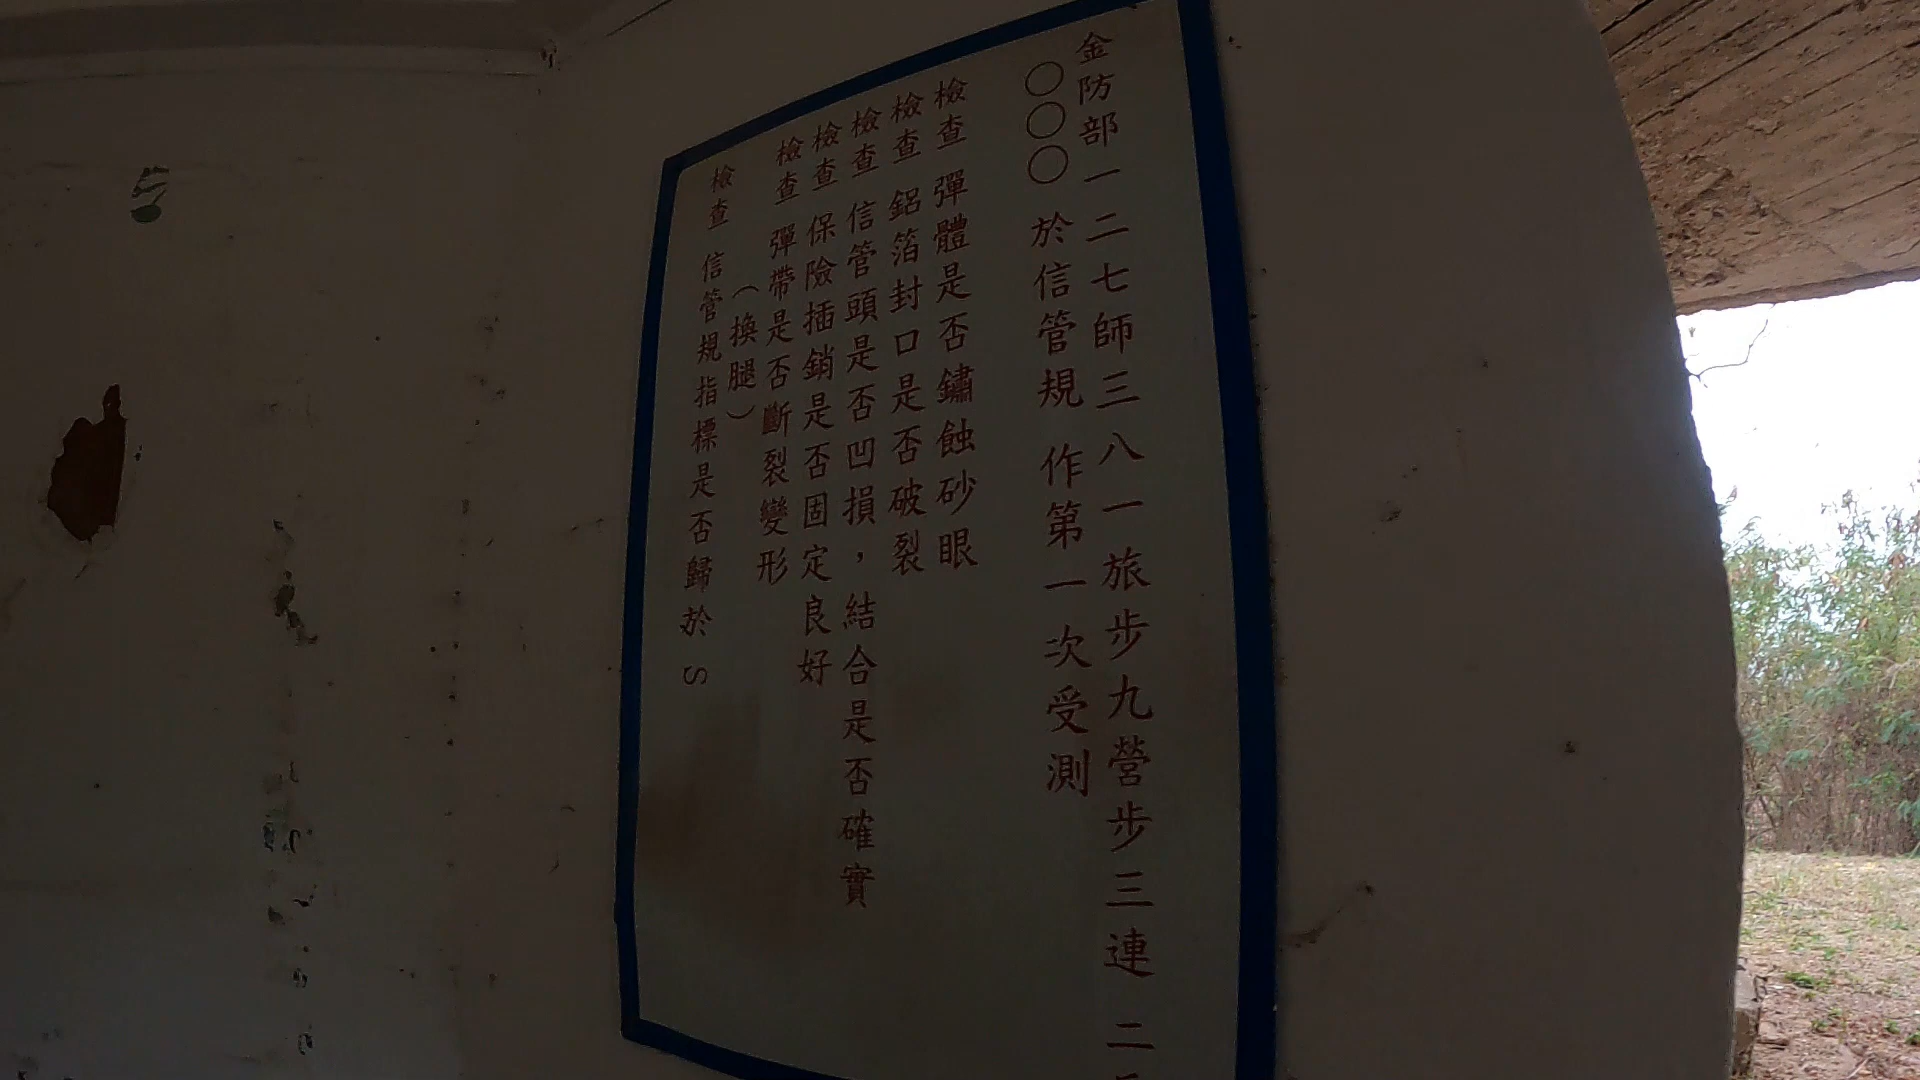 金防部一二七師三八一旅步九營步三連 二
〇〇〇 於信管規 作第一次受測
檢查 彈體是否鏽蝕砂眼
檢查 鋁箔封口是否破裂
檢查 信管頭是否凹損，結合是否確實
檢查 保險插銷是否固定良好
檢查 彈帶是否斷裂變形
（換腿）
檢查 信管規指標是否歸於 S